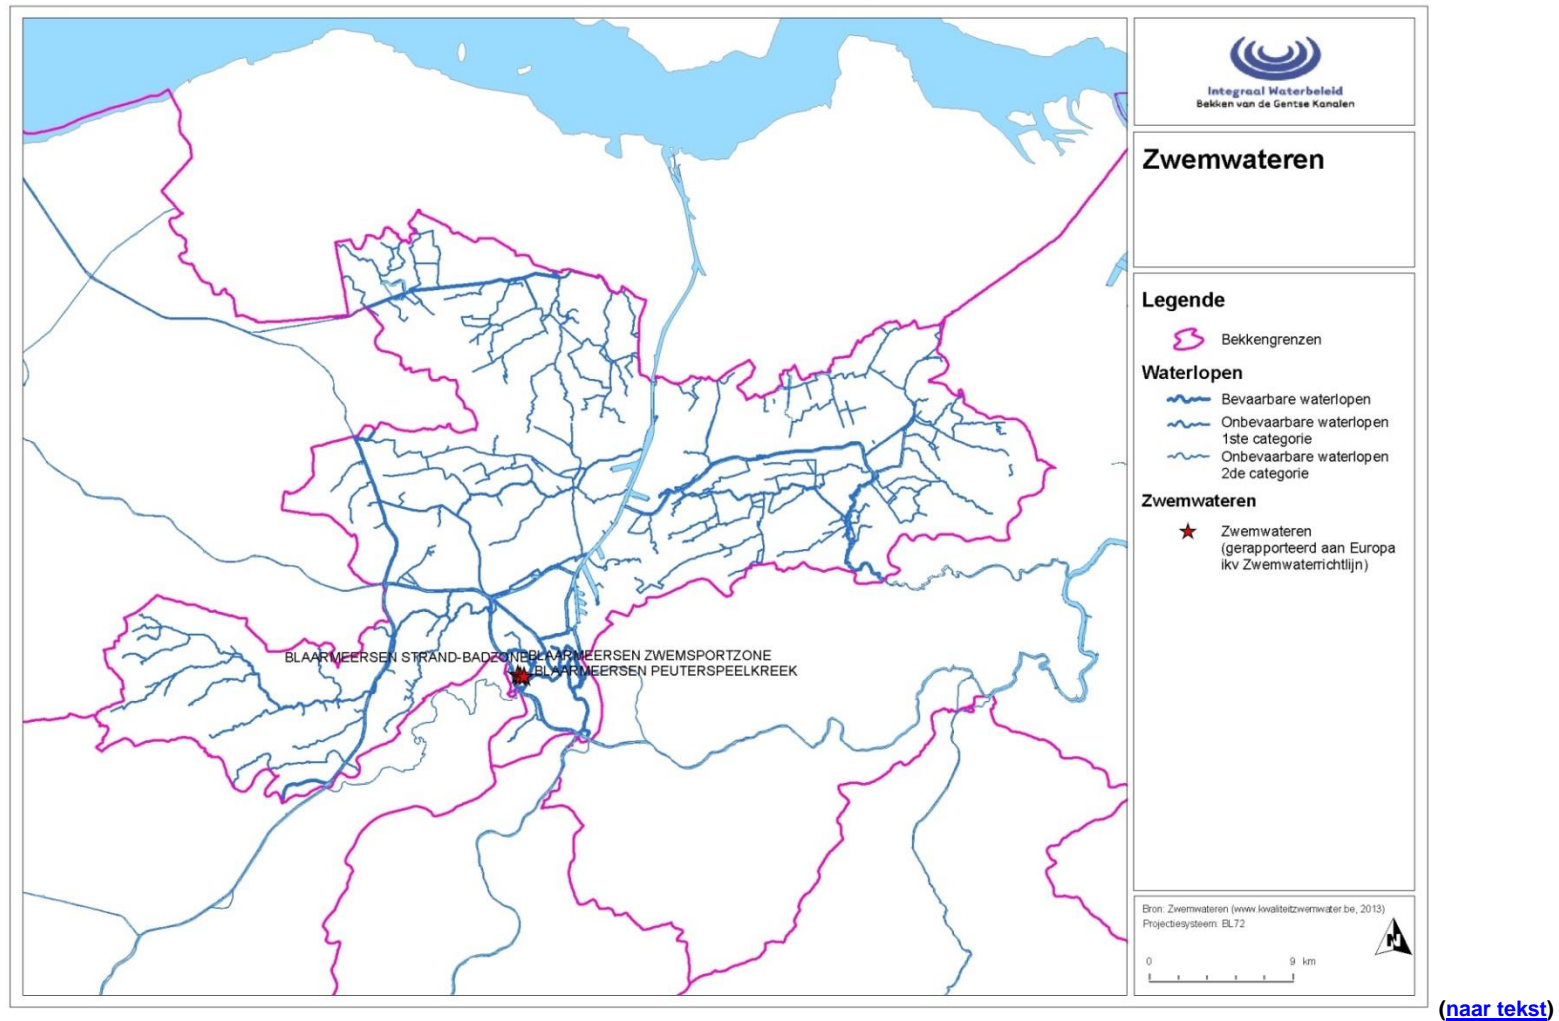 Integraal Waterbeleid
Bekken van de Gentse Kanalen
Zwemwateren
Legende
Bekkengrenzen
Waterlopen
Bevaarbare waterlopen
Onbevaarbare waterlopen
1ste categorie
Onbevaarbare waterlopen
2de categorie
Zwemwateren
Zwemwateren
(gerapporteerd aan Europa
ikv Zwemwaterrichtlijn)
BLAARMEERSEN STRAND-BADZONE
BLAARMEERSEN ZWEMSPORTZONE
BLAARMEERSEN PEUTERSPEELKREEK
Bron: Zwemwateren (www.kwaliteitzwemwater.be, 2013)
Projectiesysteem: BL72
N
0 9 km
(naar tekst)